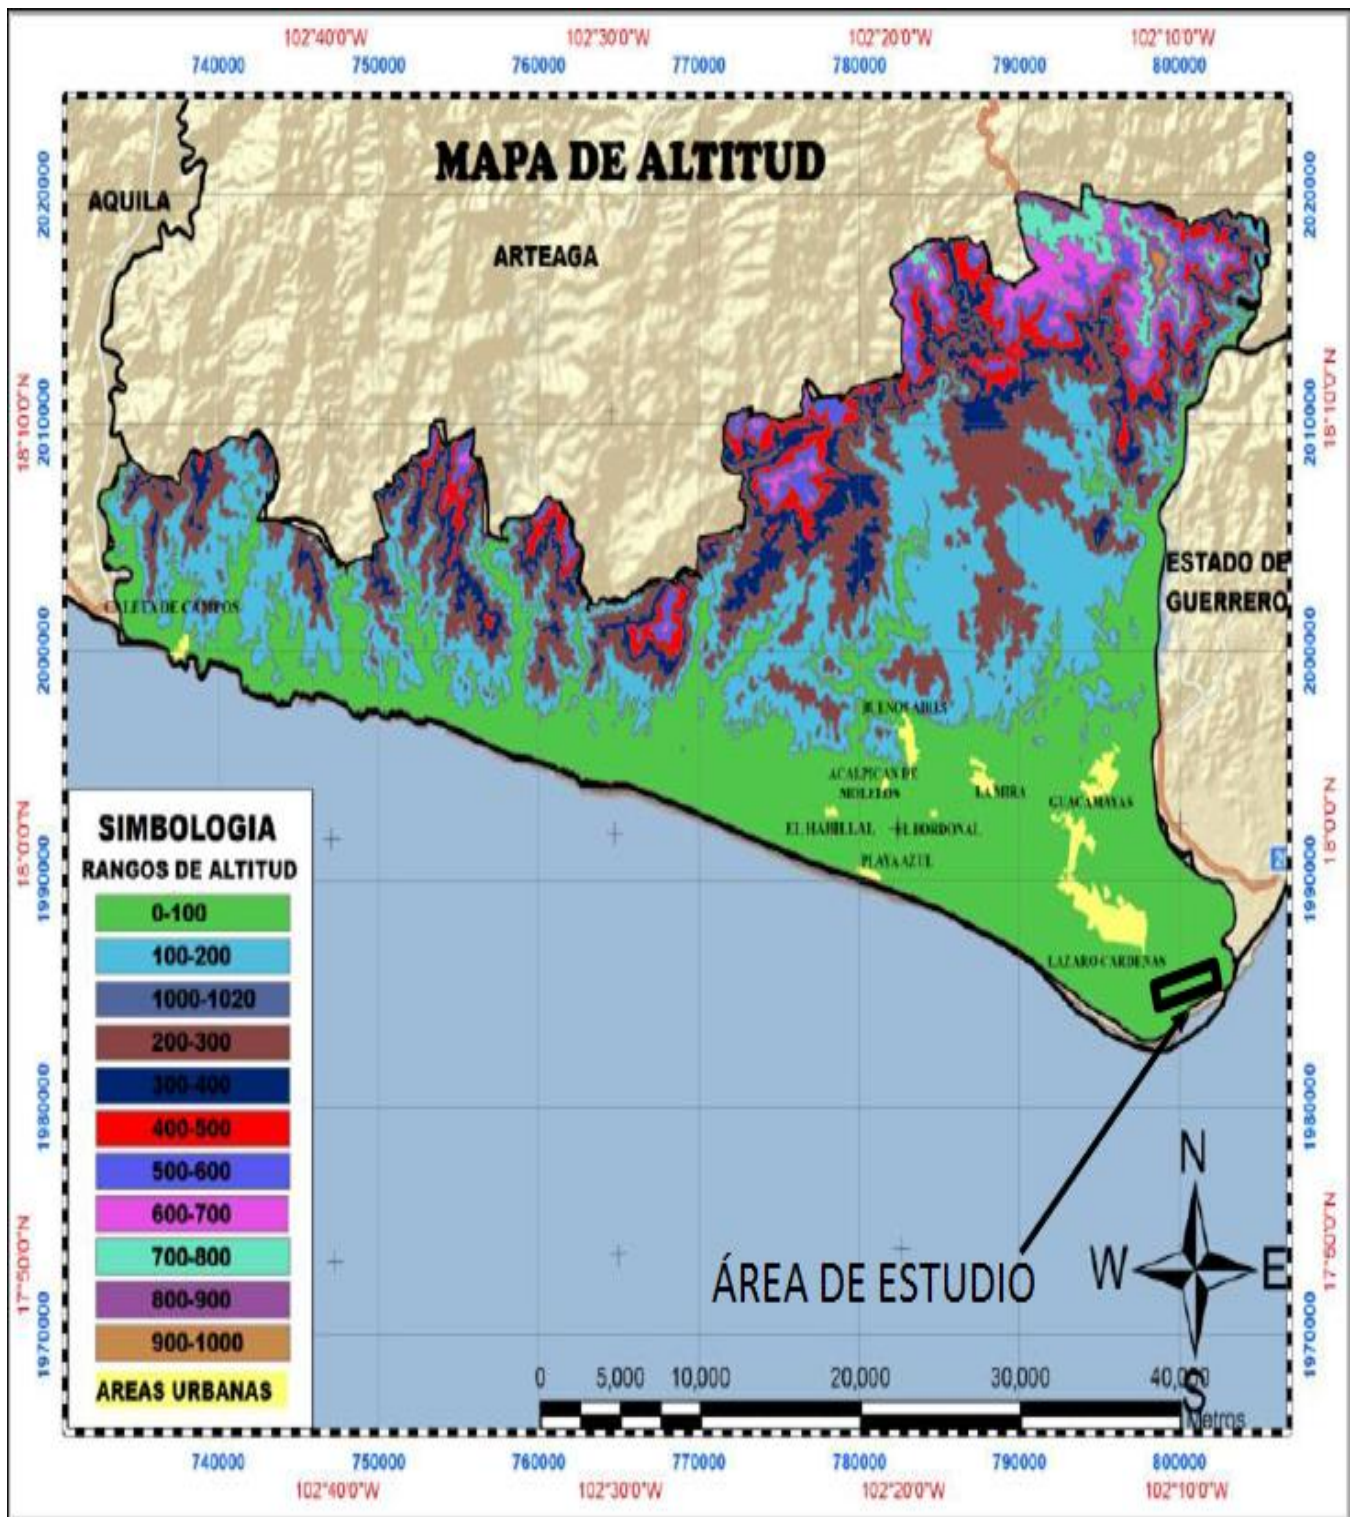 102°40'0"W 102°30'0"W 102°20'0"W 102°10'0"W
740000 750000 760000 770000 780000 790000 800000
MAPA DE ALTITUD
AQUILA
ARTEAGA
2020000
2020000
18°10'0"N
2010000
2010000
18°10'0"N
ESTADO DE
GUERRERO
CALETA DE CAMPOS
2000000
2000000
BUENOS AIRES
ACALPICAN DE
MORELOS
LA MIRA
GUACAMAYAS
EL HABILLAL
EL BORDONAL
PLAYA AZUL
18°0'0"N
1990000
1990000
18°0'0"N
LAZARO CARDENAS
SIMBOLOGIA
RANGOS DE ALTITUD
0-100
100-200
1000-1020
200-300
300-400
400-500
500-600
600-700
700-800
800-900
900-1000
AREAS URBANAS
1980000
1980000
17°50'0"N
1970000
1970000
17°50'0"N
ÁREA DE ESTUDIO
N
W
E
S
0 5,000 10,000 20,000 30,000 40,000
Metros
740000 750000 760000 770000 780000 790000 800000
102°40'0"W 102°30'0"W 102°20'0"W 102°10'0"W